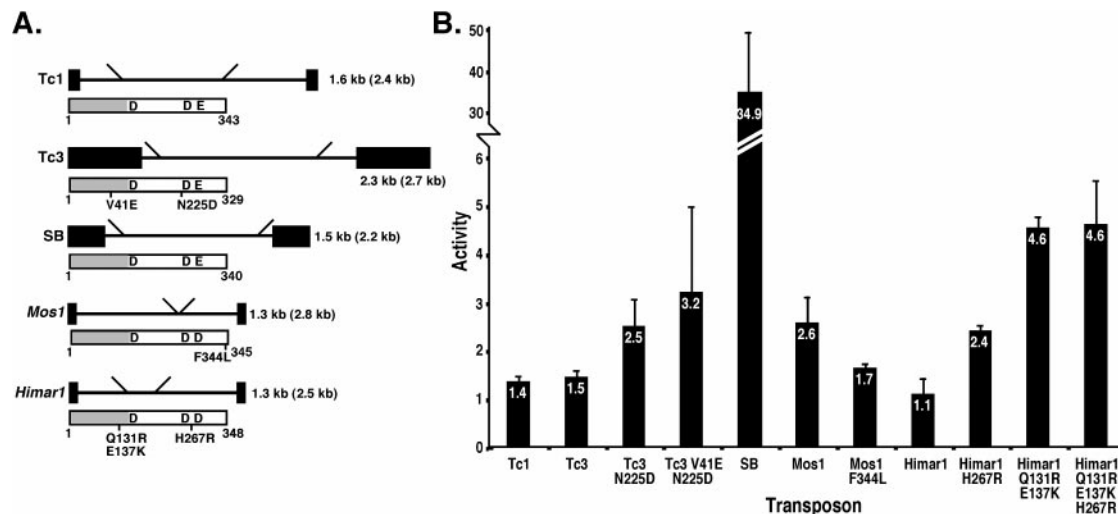 A.
Tc1
1.6 kb (2.4 kb)
D D E
1 343
Tc3
2.3 kb (2.7 kb)
D D E
1 329
V41E N225D
SB
1.5 kb (2.2 kb)
D D E
1 340
Mos1
1.3 kb (2.8 kb)
D D D
1 345
F344L
Himar1
1.3 kb (2.5 kb)
D D D
1 348
Q131R H267R
E137K
B.
Activity
50
40
30
6
5
4
3
2
1
0
1.4
1.5
2.5
3.2
34.9
2.6
1.7
1.1
2.4
4.6
4.6
Tc1
Tc3
Tc3
N225D
Tc3 V41E
N225D
SB
Mos1
Mos1
F344L
Himar1
Himar1
H267R
Himar1
Q131R
E137K
Himar1
Q131R
E137K
H267R
Transposon